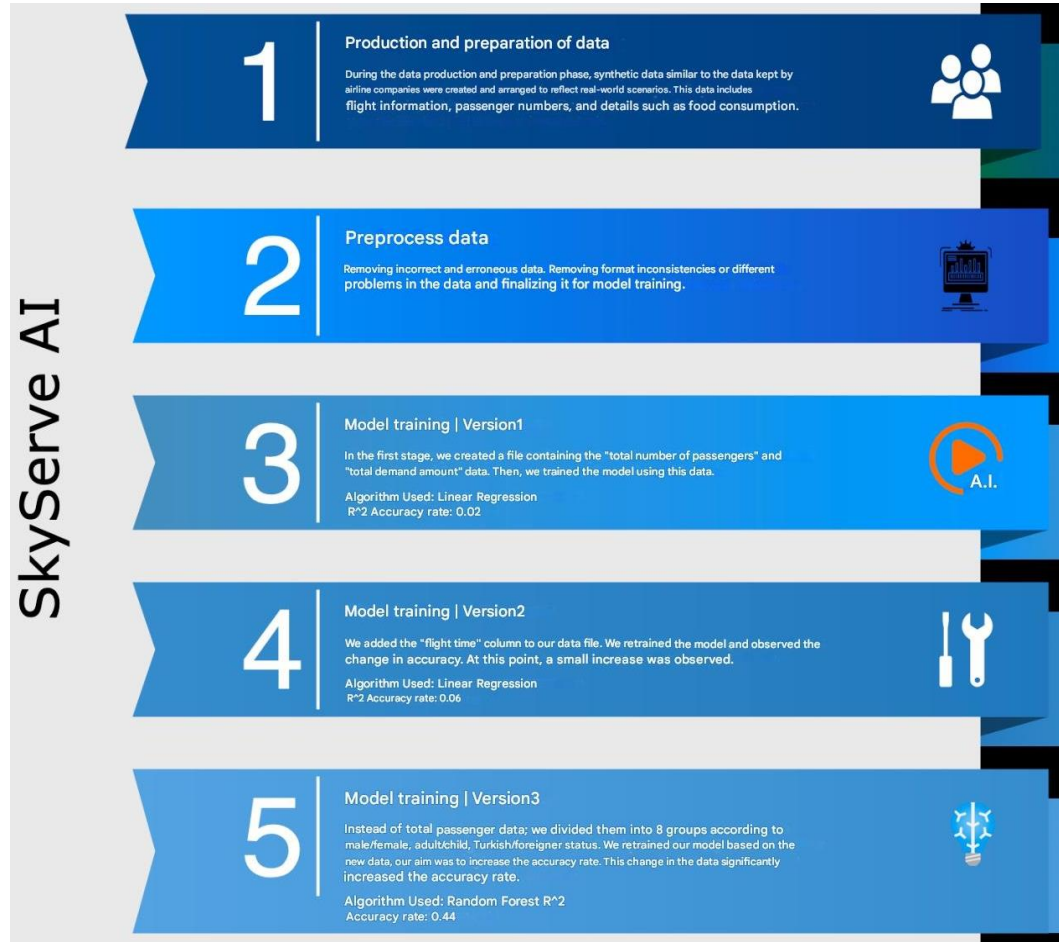 SkyServe AI
1
Production and preparation of data
During the data production and preparation phase, synthetic data similar to the data kept by
airline companies were created and arranged to reflect real-world scenarios. This data includes
flight information, passenger numbers, and details such as food consumption.
2
Preprocess data
Removing incorrect and erroneous data. Removing format inconsistencies or different
problems in the data and finalizing it for model training.
3
Model training | Version1
In the first stage, we created a file containing the "total number of passengers" and
"total demand amount" data. Then, we trained the model using this data.
Algorithm Used: Linear Regression
R^2 Accuracy rate: 0.02
A.I.
4
Model training | Version2
We added the "flight time" column to our data file. We retrained the model and observed the
change in accuracy. At this point, a small increase was observed.
Algorithm Used: Linear Regression
R^2 Accuracy rate: 0.06
5
Model training | Version3
Instead of total passenger data; we divided them into 8 groups according to
male/female, adult/child, Turkish/foreigner status. We retrained our model based on the
new data, our aim was to increase the accuracy rate. This change in the data significantly
increased the accuracy rate.
Algorithm Used: Random Forest R^2
Accuracy rate: 0.44